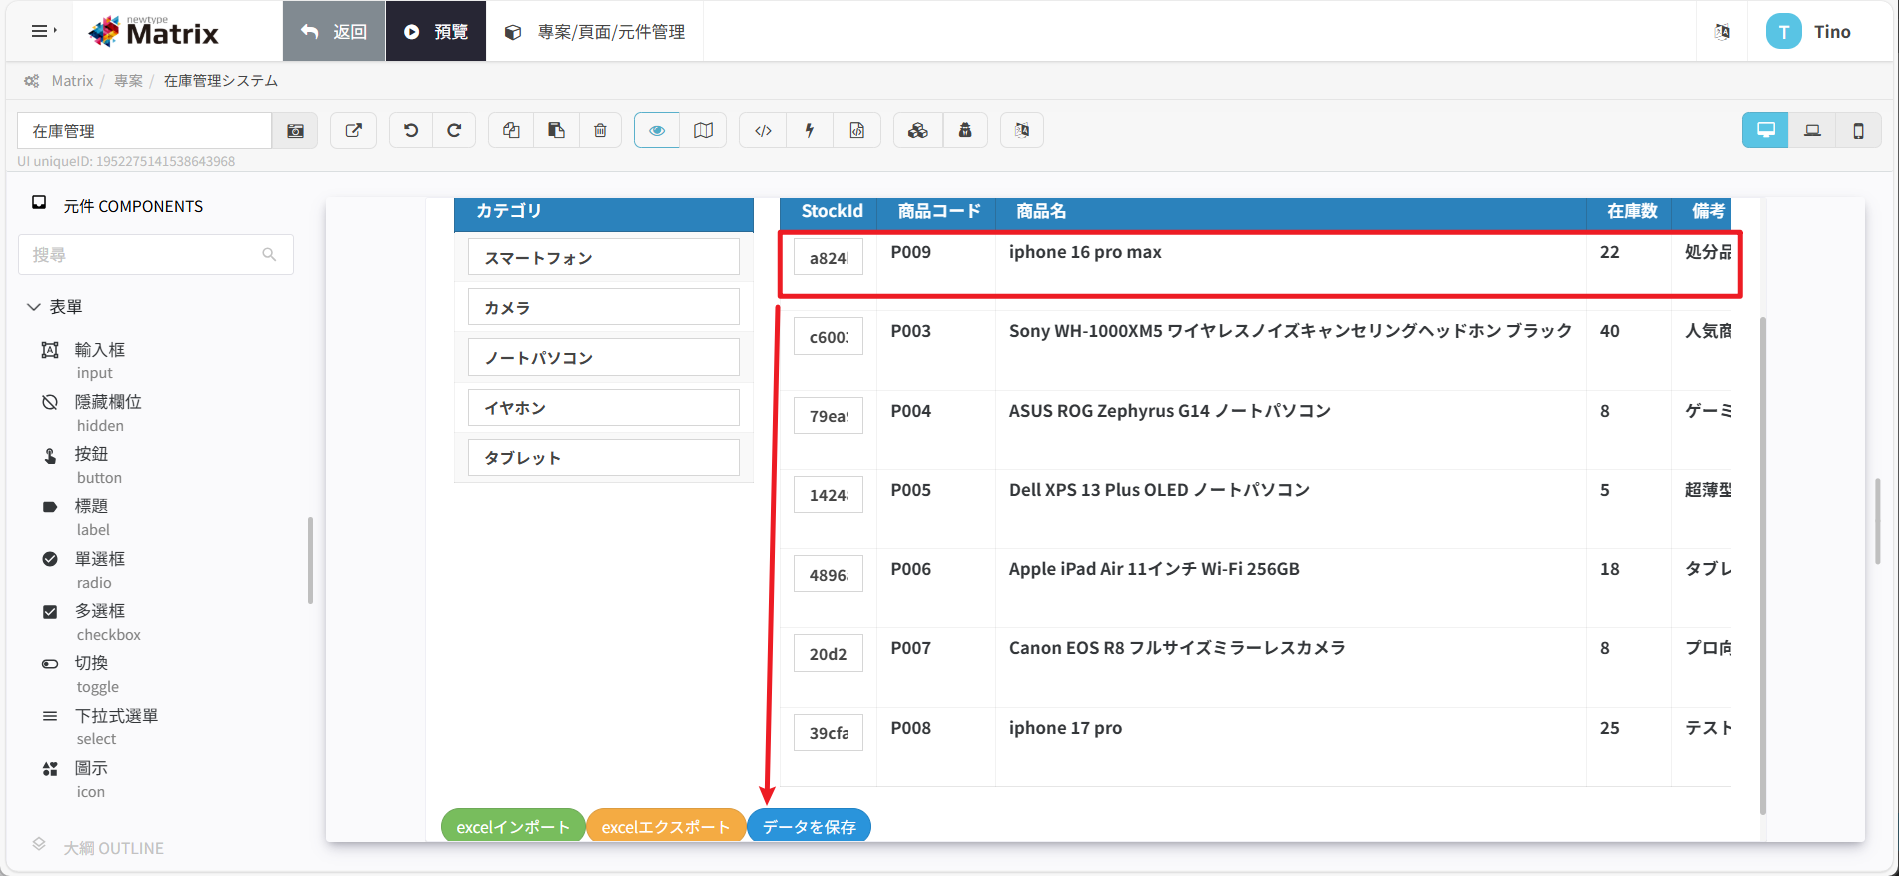 newtype
Matrix
返回
預覽
專案/頁面/元件管理
T
Tino
Matrix / 專案 / 在庫管理システム
在庫管理
UI uniqueID: 1952275141538643968
元件 COMPONENTS
搜尋
表單
輸入框
input
隱藏欄位
hidden
按鈕
button
標題
label
單選框
radio
多選框
checkbox
切換
toggle
下拉式選單
select
圖示
icon
大綱 OUTLINE
カテゴリ
スマートフォン
カメラ
ノートパソコン
イヤホン
タブレット
StockId 商品コード 商品名 在庫数 備考
a824 P009 iphone 16 pro max 22 処分品
c600 P003 Sony WH-1000XM5 ワイヤレスノイズキャンセリングヘッドホン ブラック 40 人気商
79ea P004 ASUS ROG Zephyrus G14 ノートパソコン 8 ゲーミ
1424 P005 Dell XPS 13 Plus OLED ノートパソコン 5 超薄型
4896 P006 Apple iPad Air 11インチ Wi-Fi 256GB 18 タブレ
20d2 P007 Canon EOS R8 フルサイズミラーレスカメラ 8 プロ向
39cfa P008 iphone 17 pro 25 テスト
excelインポート
excelエクスポート
データを保存